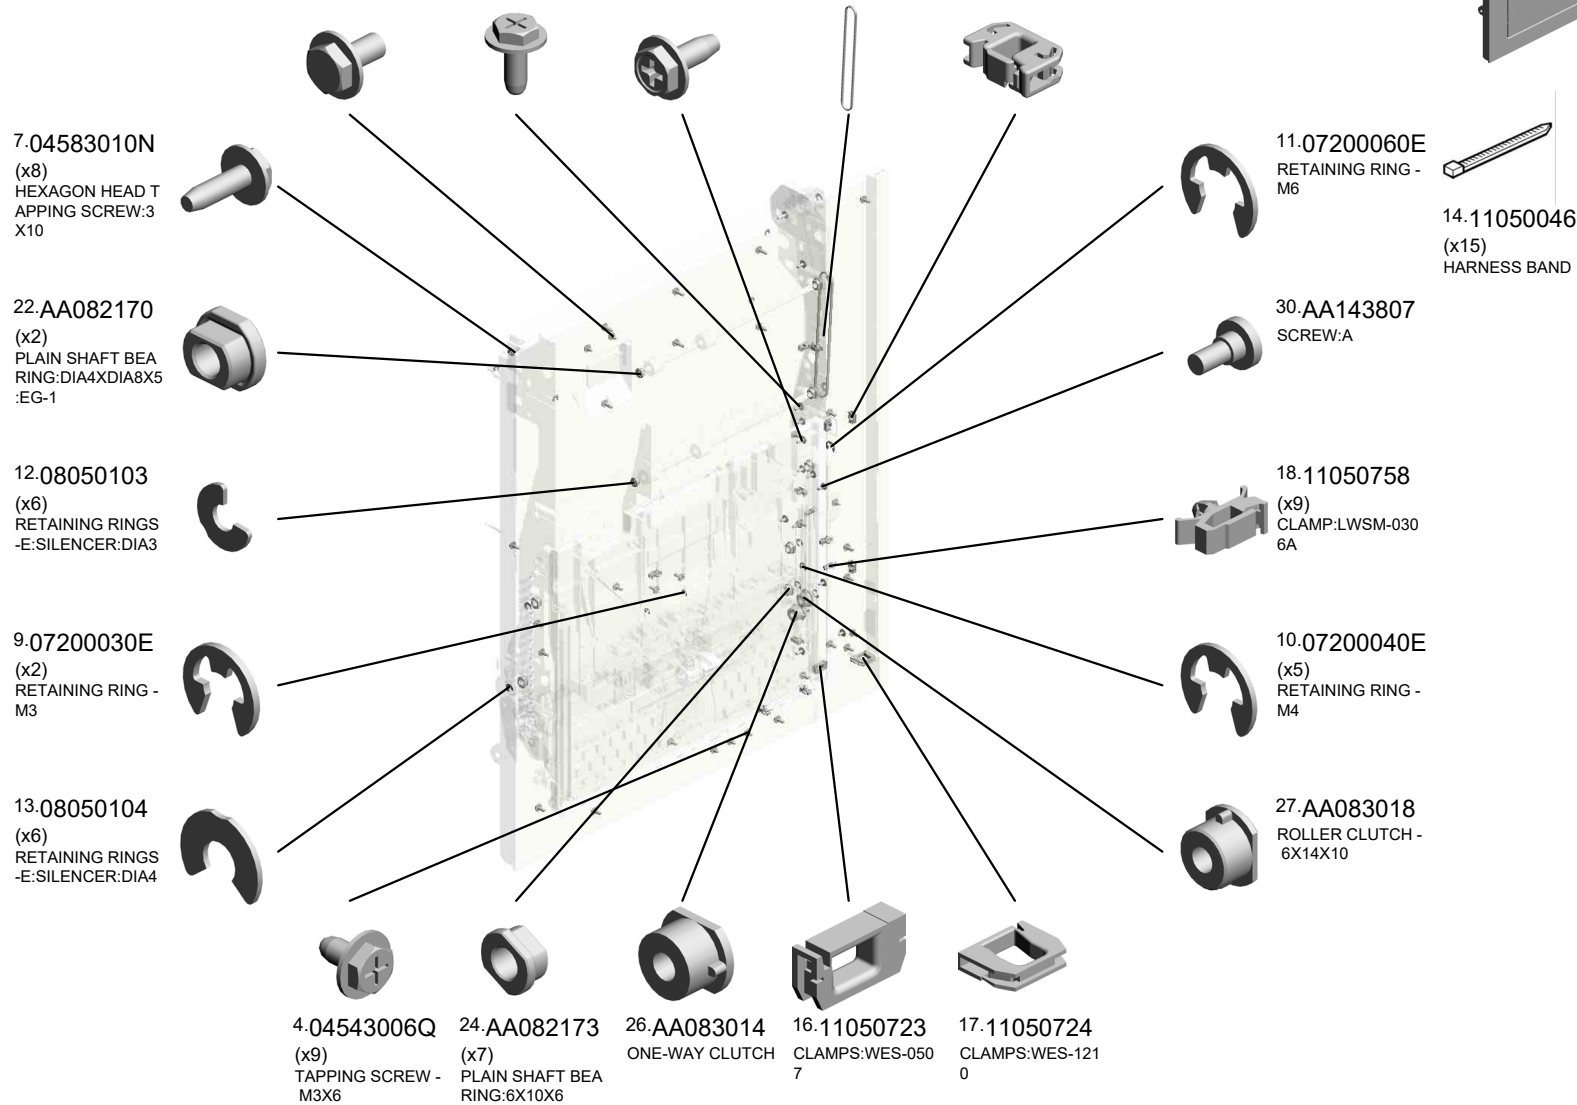 7.04583010N
(x8)
HEXAGON HEAD T
APPING SCREW:3
X10
22.AA082170
(x2)
PLAIN SHAFT BEA
RING:DIA4XDIA8X5
:EG-1
12.08050103
(x6)
RETAINING RINGS
-E:SILENCER:DIA3
9.07200030E
(x2)
RETAINING RING -
M3
13.08050104
(x6)
RETAINING RINGS
-E:SILENCER:DIA4
4.04543006Q
(x9)
TAPPING SCREW -
M3X6
24.AA082173
(x7)
PLAIN SHAFT BEA
RING:6X10X6
26.AA083014
ONE-WAY CLUTCH
16.11050723
CLAMPS:WES-050
7
17.11050724
CLAMPS:WES-121
0
11.07200060E
RETAINING RING -
M6
30.AA143807
SCREW:A
18.11050758
(x9)
CLAMP:LWSM-030
6A
10.07200040E
(x5)
RETAINING RING -
M4
27.AA083018
ROLLER CLUTCH -
6X14X10
14.11050046
(x15)
HARNESS BAND